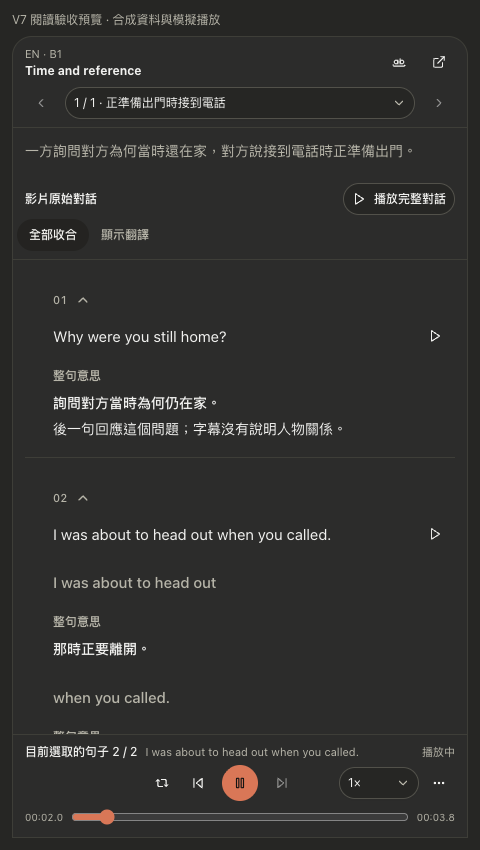 V7 閱讀驗收預覽 · 合成資料與模擬播放
EN · B1
Time and reference
ab
1 / 1 · 正準備出門時接到電話
一方詢問對方為何當時還在家，對方說接到電話時正準備出門。
影片原始對話
播放完整對話
全部收合
顯示翻譯
01
Why were you still home?
整句意思
詢問對方當時為何仍在家。
後一句回應這個問題；字幕沒有說明人物關係。
02
I was about to head out when you called.
I was about to head out
整句意思
那時正要離開。
when you called.
整句意思
目前選取的句子 2 / 2 I was about to head out when you called. 播放中
1×
00:02.0
00:03.8